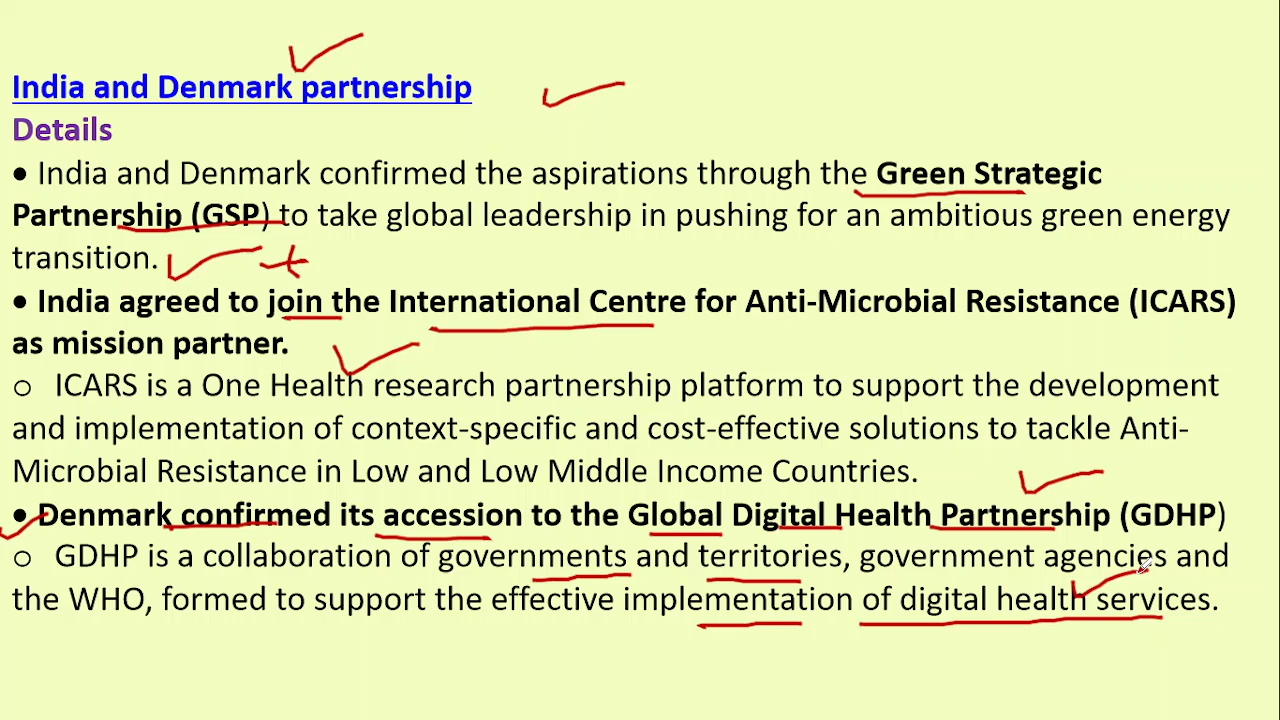 India and Denmark partnership
Details
• India and Denmark confirmed the aspirations through the Green Strategic
Partnership (GSP) to take global leadership in pushing for an ambitious green energy
transition.
• India agreed to join the International Centre for Anti-Microbial Resistance (ICARS)
as mission partner.
o ICARS is a One Health research partnership platform to support the development
and implementation of context-specific and cost-effective solutions to tackle Anti-
Microbial Resistance in Low and Low Middle Income Countries.
• Denmark confirmed its accession to the Global Digital Health Partnership (GDHP)
o GDHP is a collaboration of governments and territories, government agencies and
the WHO, formed to support the effective implementation of digital health services.